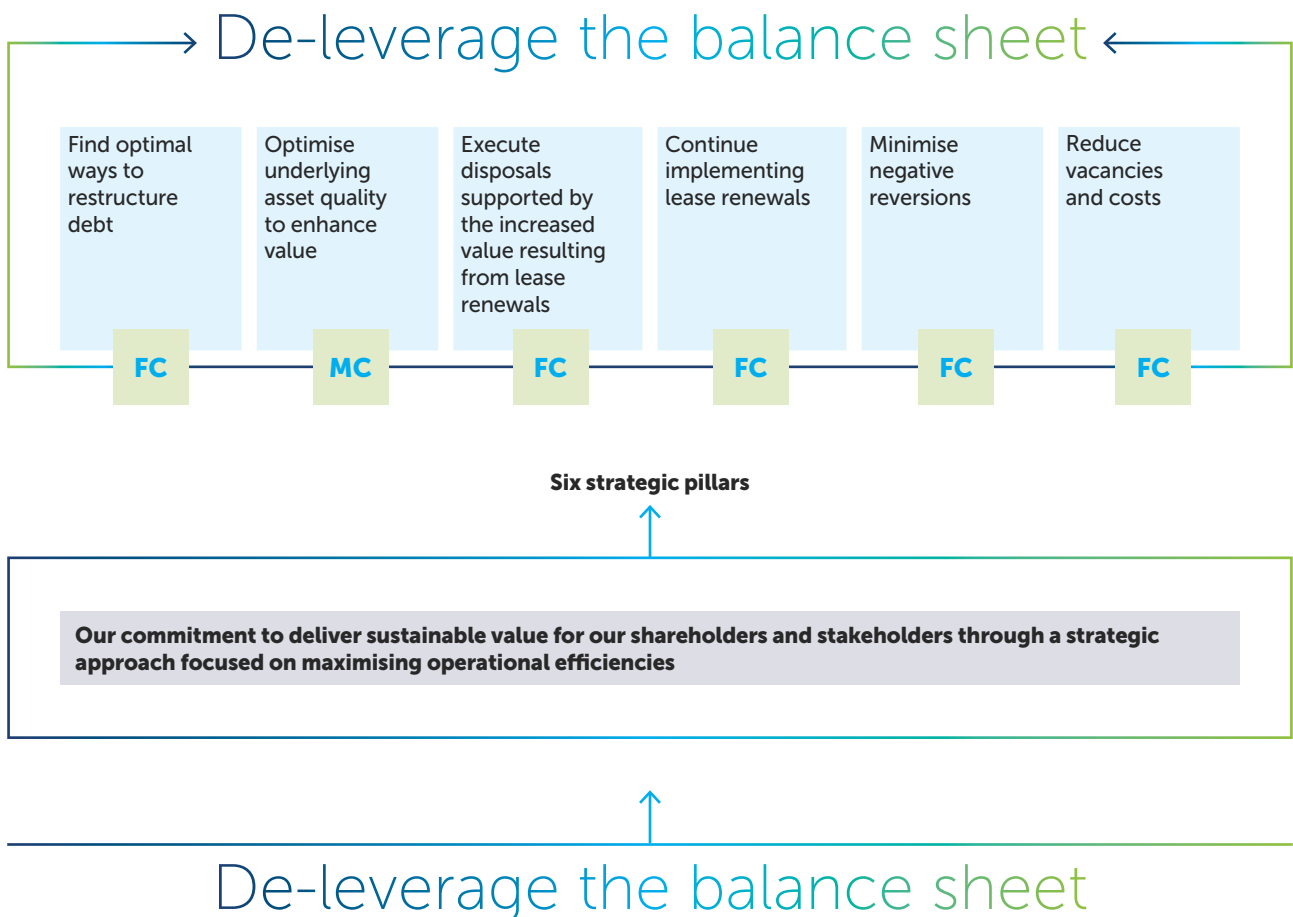 De-leverage the balance sheet
Find optimal
ways to
restructure
debt
FC
Optimise
underlying
asset quality
to enhance
value
MC
Execute
disposals
supported by
the increased
value resulting
from lease
renewals
FC
Continue
implementing
lease renewals
FC
Minimise
negative
reversions
FC
Reduce
vacancies
and costs
FC
Six strategic pillars
Our commitment to deliver sustainable value for our shareholders and stakeholders through a strategic
approach focused on maximising operational efficiencies
De-leverage the balance sheet